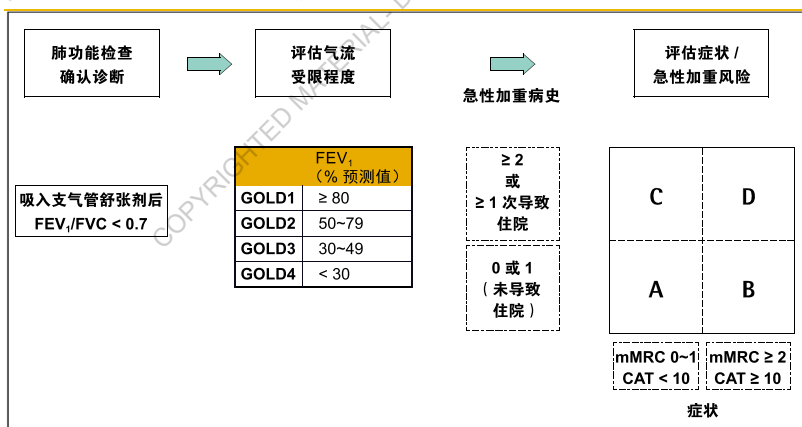 肺功能检查
确认诊断
评估气流
受限程度
急性加重病史
评估症状 /
急性加重风险
吸入支气管舒张剂后
FEV₁/FVC < 0.7
FEV₁
（% 预测值）
GOLD1 ≥ 80
GOLD2 50~79
GOLD3 30~49
GOLD4 < 30
≥ 2
或
≥ 1 次导致
住院
0 或 1
（未导致
住院）
C D
A B
mMRC 0~1 mMRC ≥ 2
CAT < 10 CAT ≥ 10
症状
COPYRIGHTED MATERIAL- D